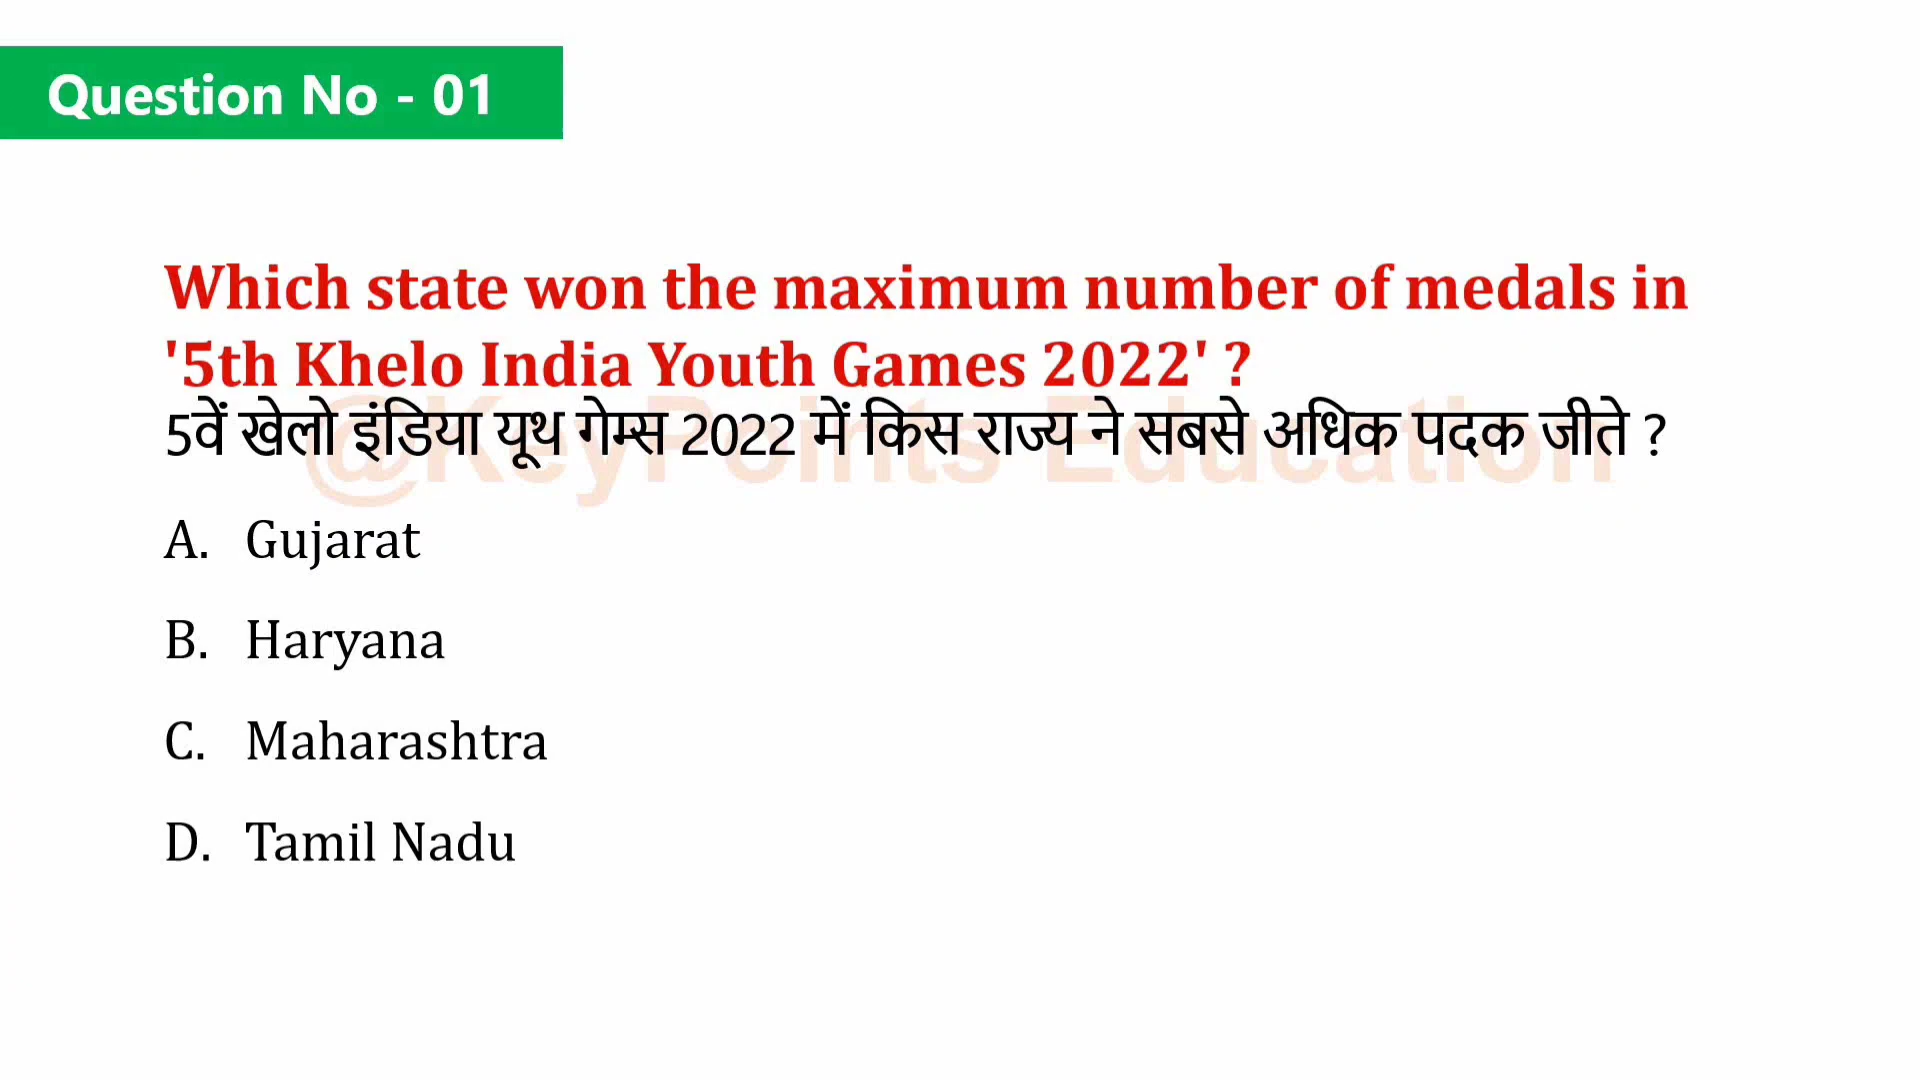 Question No - 01
Which state won the maximum number of medals in
'5th Khelo India Youth Games 2022' ?
5वें खेलो इंडिया यूथ गेम्स 2022 में किस राज्य ने सबसे अधिक पदक जीते ?
@KeyPoints Education
A. Gujarat
B. Haryana
C. Maharashtra
D. Tamil Nadu